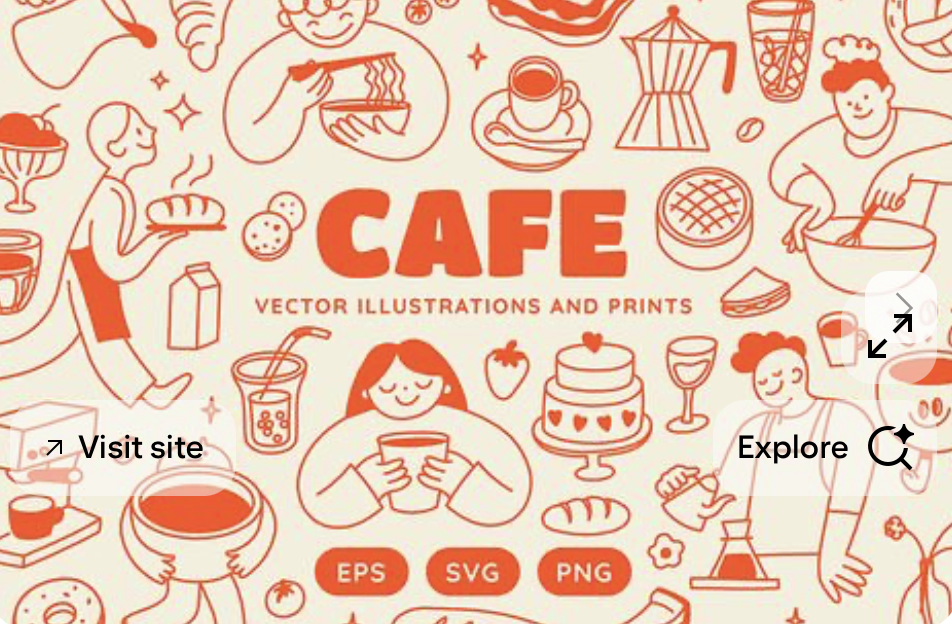 CAFE
VECTOR ILLUSTRATIONS AND PRINTS
Visit site
Explore
EPS SVG PNG